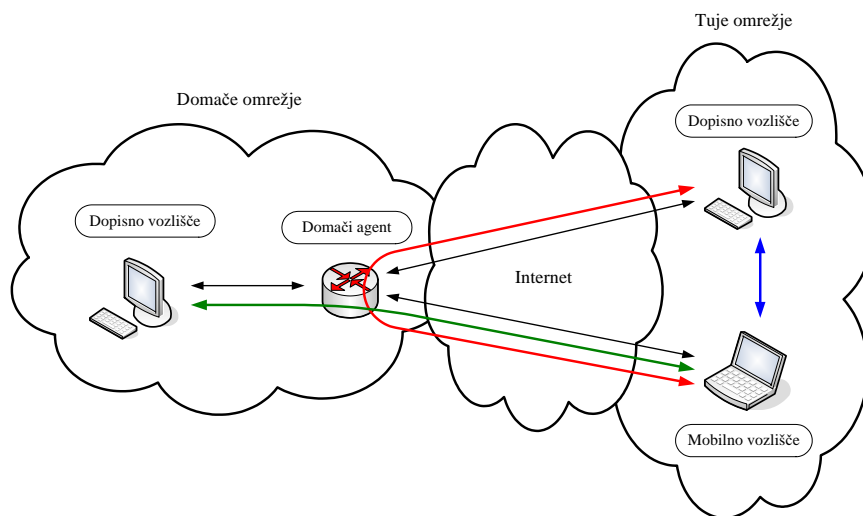 Tuje omrežje
Domače omrežje
Dopisno vozlišče
Dopisno vozlišče
Domači agent
Internet
Mobilno vozlišče